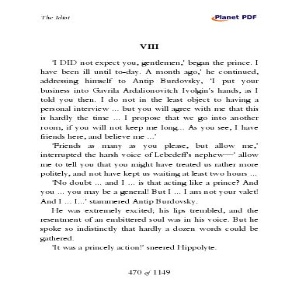 The Idiot
Planet PDF
VIII
'I DID not expect you, gentlemen,' began the prince. I
have been ill until to-day. A month ago,' he continued,
addressing himself to Antip Burdovsky, 'I put your
business into Gavrila Ardalionovitch Ivolgin's hands, as I
told you then. I do not in the least object to having a
personal interview ... but you will agree with me that this
is hardly the time ... I propose that we go into another
room, if you will not keep me long... As you see, I have
friends here, and believe me ...'
'Friends as many as you please, but allow me,'
interrupted the harsh voice of Lebedeff's nephew—' allow
me to tell you that you might have treated us rather more
politely, and not have kept us waiting at least two hours ...
'No doubt ... and I ... is that acting like a prince? And
you ... you may be a general! But I ... I am not your valet!
And I ... I...' stammered Antip Burdovsky.
He was extremely excited; his lips trembled, and the
resentment of an embittered soul was in his voice. But he
spoke so indistinctly that hardly a dozen words could be
gathered.
'It was a princely action!' sneered Hippolyte.
470 of 1149